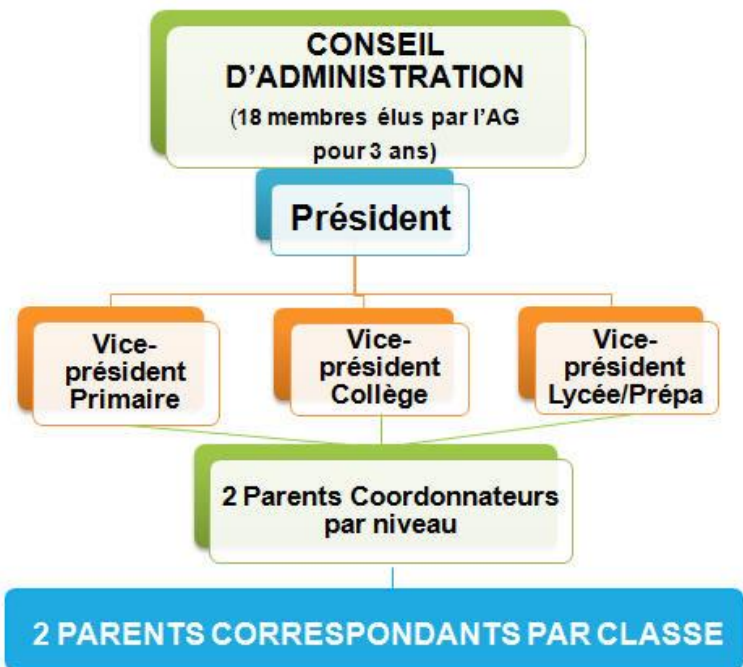 CONSEIL
D'ADMINISTRATION
(18 membres élus par l'AG
pour 3 ans)
Président
Vice-
président
Primaire
Vice-
président
Collège
Vice-
président
Lycée/Prépa
2 Parents Coordonnateurs
par niveau
2 PARENTS CORRESPONDANTS PAR CLASSE